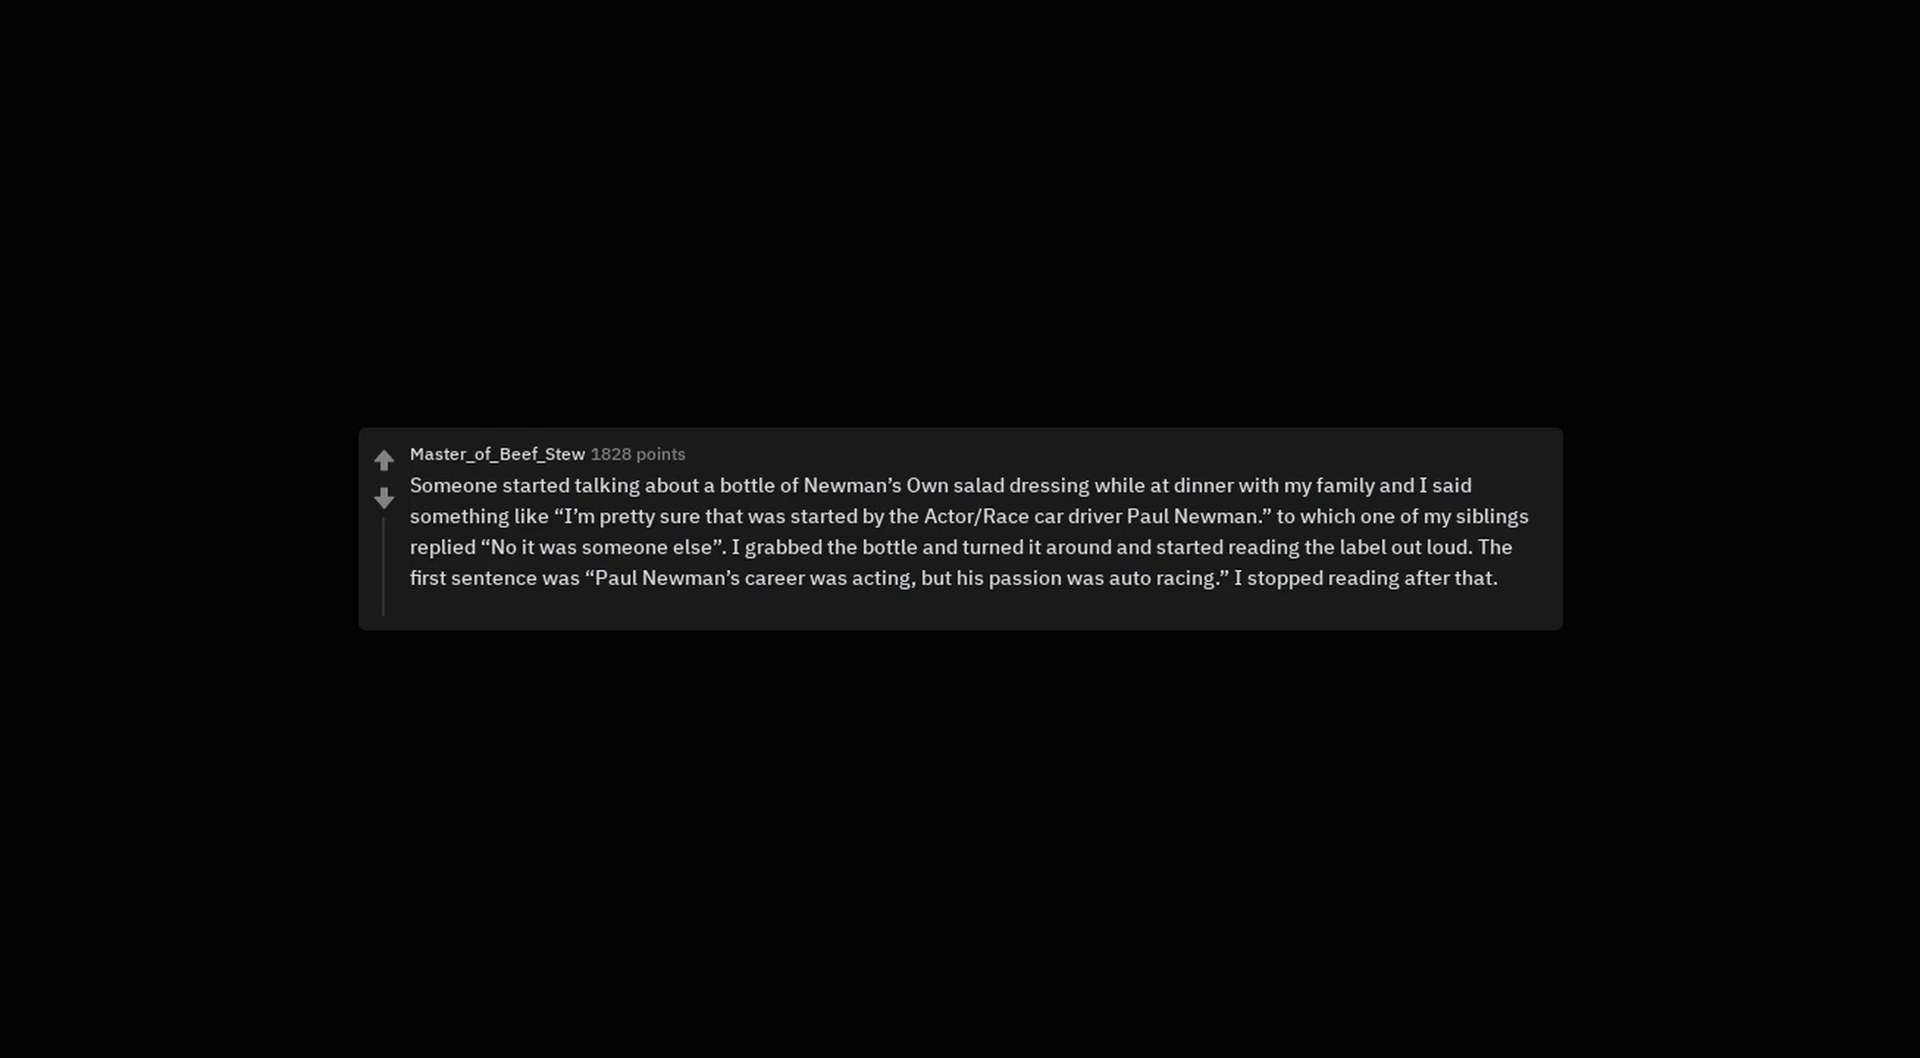 Master_of_Beef_Stew 1828 points
Someone started talking about a bottle of Newman’s Own salad dressing while at dinner with my family and I said
something like “I’m pretty sure that was started by the Actor/Race car driver Paul Newman.” to which one of my siblings
replied “No it was someone else”. I grabbed the bottle and turned it around and started reading the label out loud. The
first sentence was “Paul Newman’s career was acting, but his passion was auto racing.” I stopped reading after that.